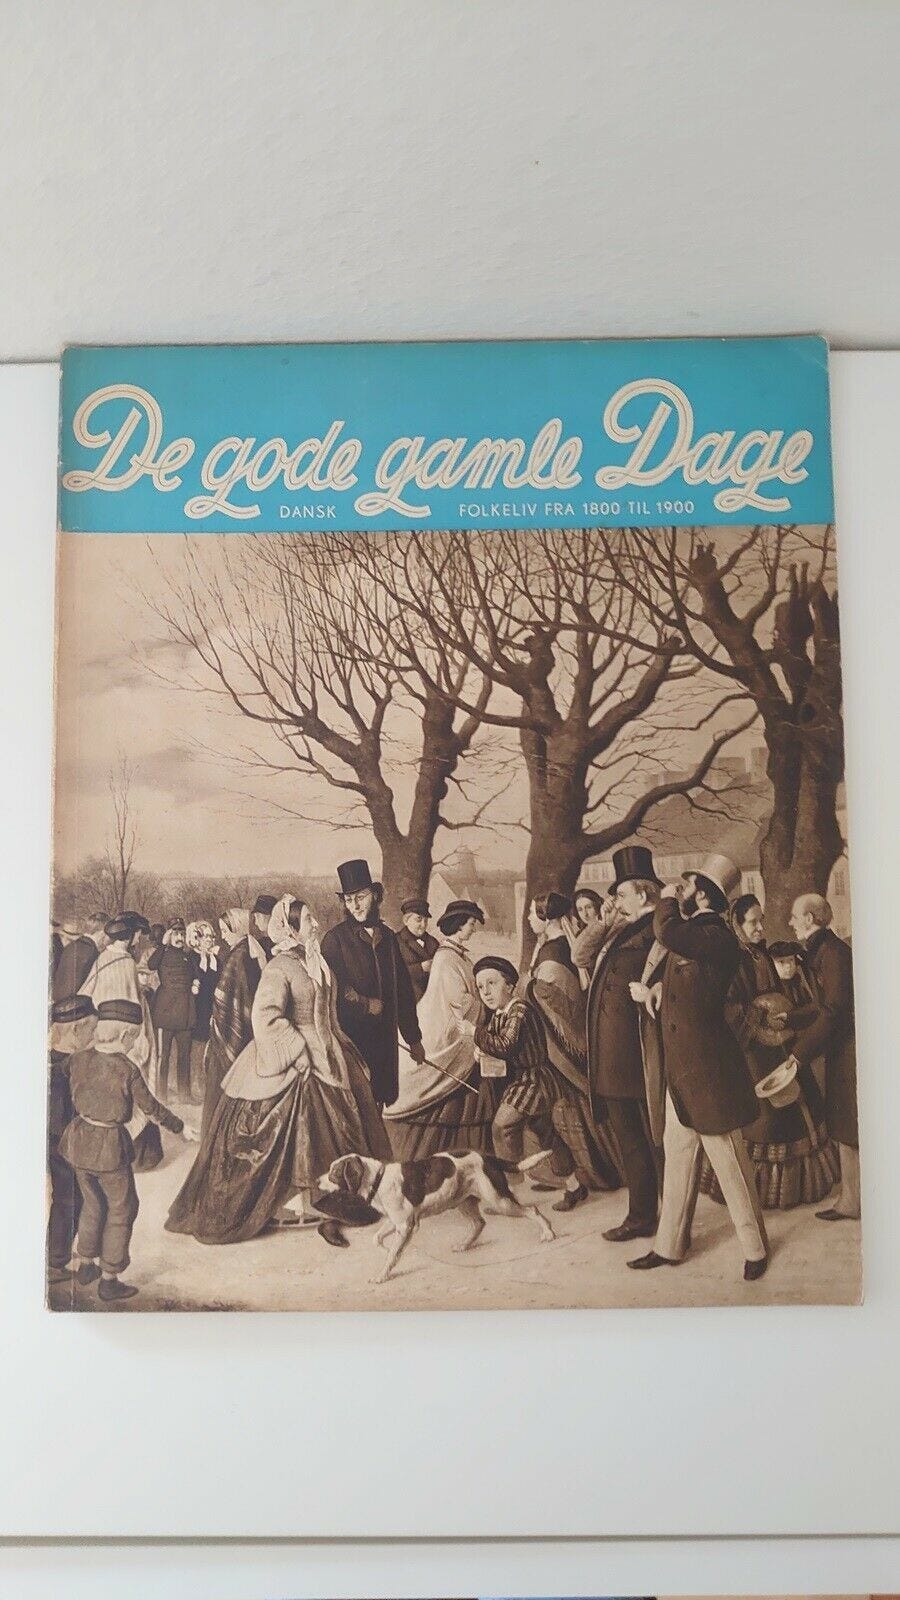 De gode gamle Dage
DANSK FOLKELIV FRA 1800 TIL 1900